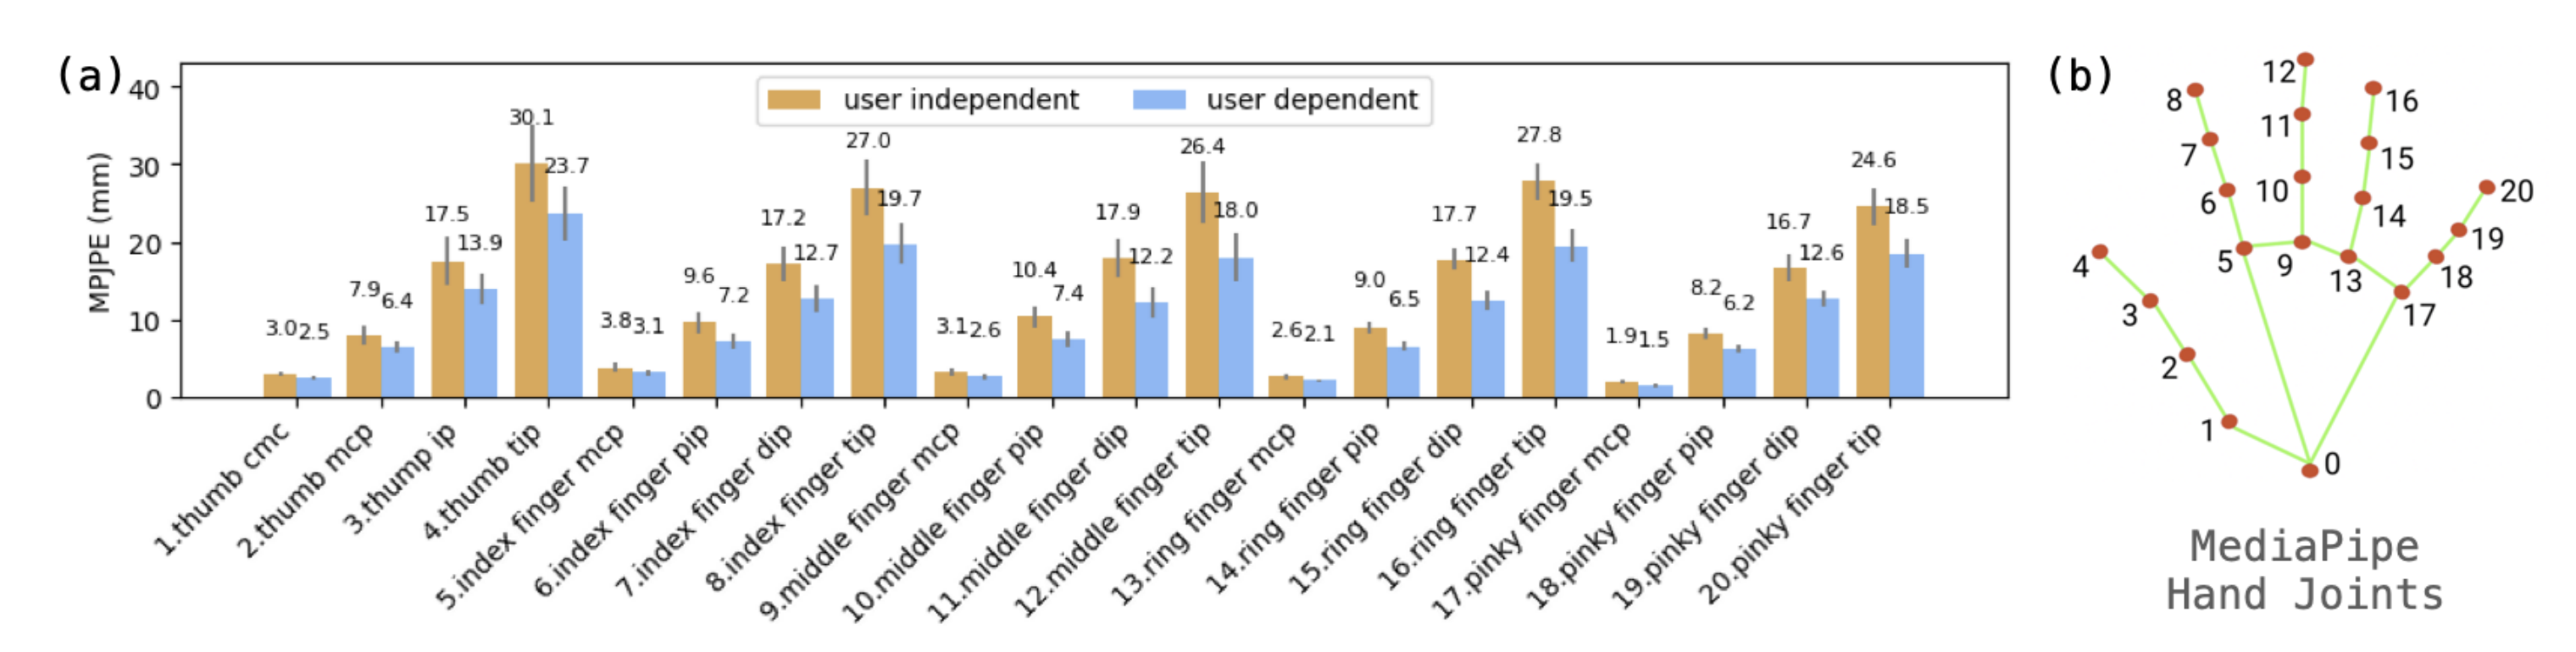 (a)
MPJPE (mm)
40
30
20
10
0
user independent
user dependent
3.0 2.5
7.9 6.4
17.5 13.9
30.1 23.7
3.8 3.1
9.6 7.2
17.2 12.7
27.0 19.7
3.1 2.6
10.4 7.4
17.9 12.2
26.4 18.0
2.6 2.1
9.0 6.5
17.7 12.4
27.8 19.5
1.9 1.5
8.2 6.2
16.7 12.6
24.6 18.5
1.thumb cmc
2.thumb mcp
3.thump ip
4.thumb tip
5.index finger mcp
6.index finger pip
7.index finger dip
8.index finger tip
9.middle finger mcp
10.middle finger pip
11.middle finger dip
12.middle finger tip
13.ring finger mcp
14.ring finger pip
15.ring finger dip
16.ring finger tip
17.pinky finger mcp
18.pinky finger pip
19.pinky finger dip
20.pinky finger tip
(b)
12
8
16
11
7
15
10
20
6
14
19
5
9
13
18
4
17
3
2
1
0
MediaPipe
Hand Joints